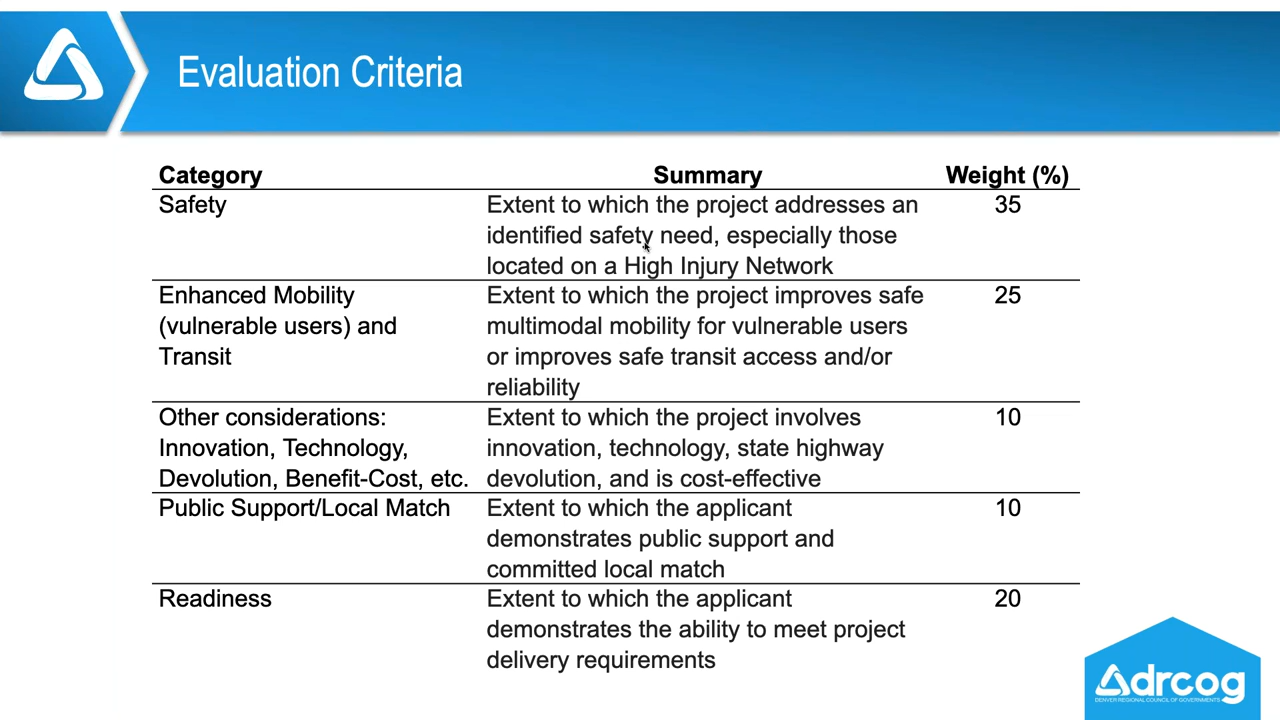 Evaluation Criteria
Category Summary Weight (%)
Safety Extent to which the project addresses an 35
identified safety need, especially those
located on a High Injury Network
Enhanced Mobility Extent to which the project improves safe 25
(vulnerable users) and multimodal mobility for vulnerable users
Transit or improves safe transit access and/or
reliability
Other considerations: Extent to which the project involves 10
Innovation, Technology, innovation, technology, state highway
Devolution, Benefit-Cost, etc. devolution, and is cost-effective
Public Support/Local Match Extent to which the applicant 10
demonstrates public support and
committed local match
Readiness Extent to which the applicant 20
demonstrates the ability to meet project
delivery requirements
drcog
DENVER REGIONAL COUNCIL OF GOVERNMENTS